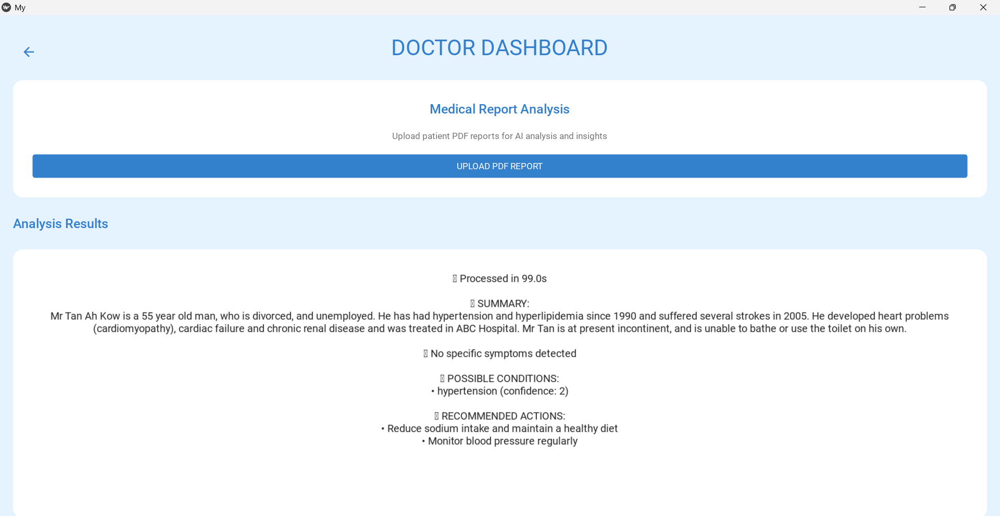 My
DOCTOR DASHBOARD
Medical Report Analysis
Upload patient PDF reports for AI analysis and insights
UPLOAD PDF REPORT
Analysis Results
Processed in 99.0s
SUMMARY:
Mr Tan Ah Kow is a 55 year old man, who is divorced, and unemployed. He has had hypertension and hyperlipidemia since 1990 and suffered several strokes in 2005. He developed heart problems
(cardiomyopathy), cardiac failure and chronic renal disease and was treated in ABC Hospital. Mr Tan is at present incontinent, and is unable to bathe or use the toilet on his own.
No specific symptoms detected
POSSIBLE CONDITIONS:
• hypertension (confidence: 2)
RECOMMENDED ACTIONS:
• Reduce sodium intake and maintain a healthy diet
• Monitor blood pressure regularly